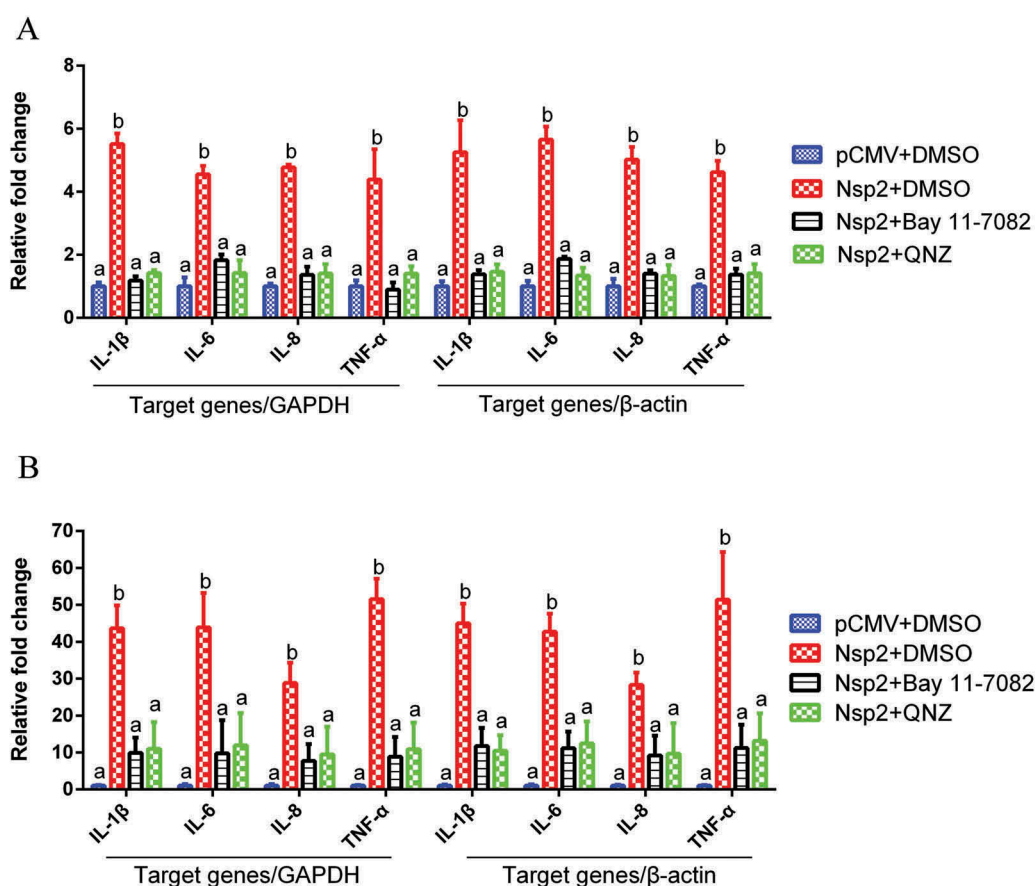 A
Relative fold change
8
6
4
2
0
b b b b b b b b
a a a a a a a a a a a a a a a a a a a a a a a a
IL-1β IL-6 IL-8 TNF-α IL-1β IL-6 IL-8 TNF-α
Target genes/GAPDH Target genes/β-actin
pCMV+DMSO
Nsp2+DMSO
Nsp2+Bay 11-7082
Nsp2+QNZ
B
Relative fold change
70
60
50
40
30
20
10
0
b b b b b b b b
a a a a a a a a a a a a a a a a a a a a a a a a
IL-1β IL-6 IL-8 TNF-α IL-1β IL-6 IL-8 TNF-α
Target genes/GAPDH Target genes/β-actin
pCMV+DMSO
Nsp2+DMSO
Nsp2+Bay 11-7082
Nsp2+QNZ